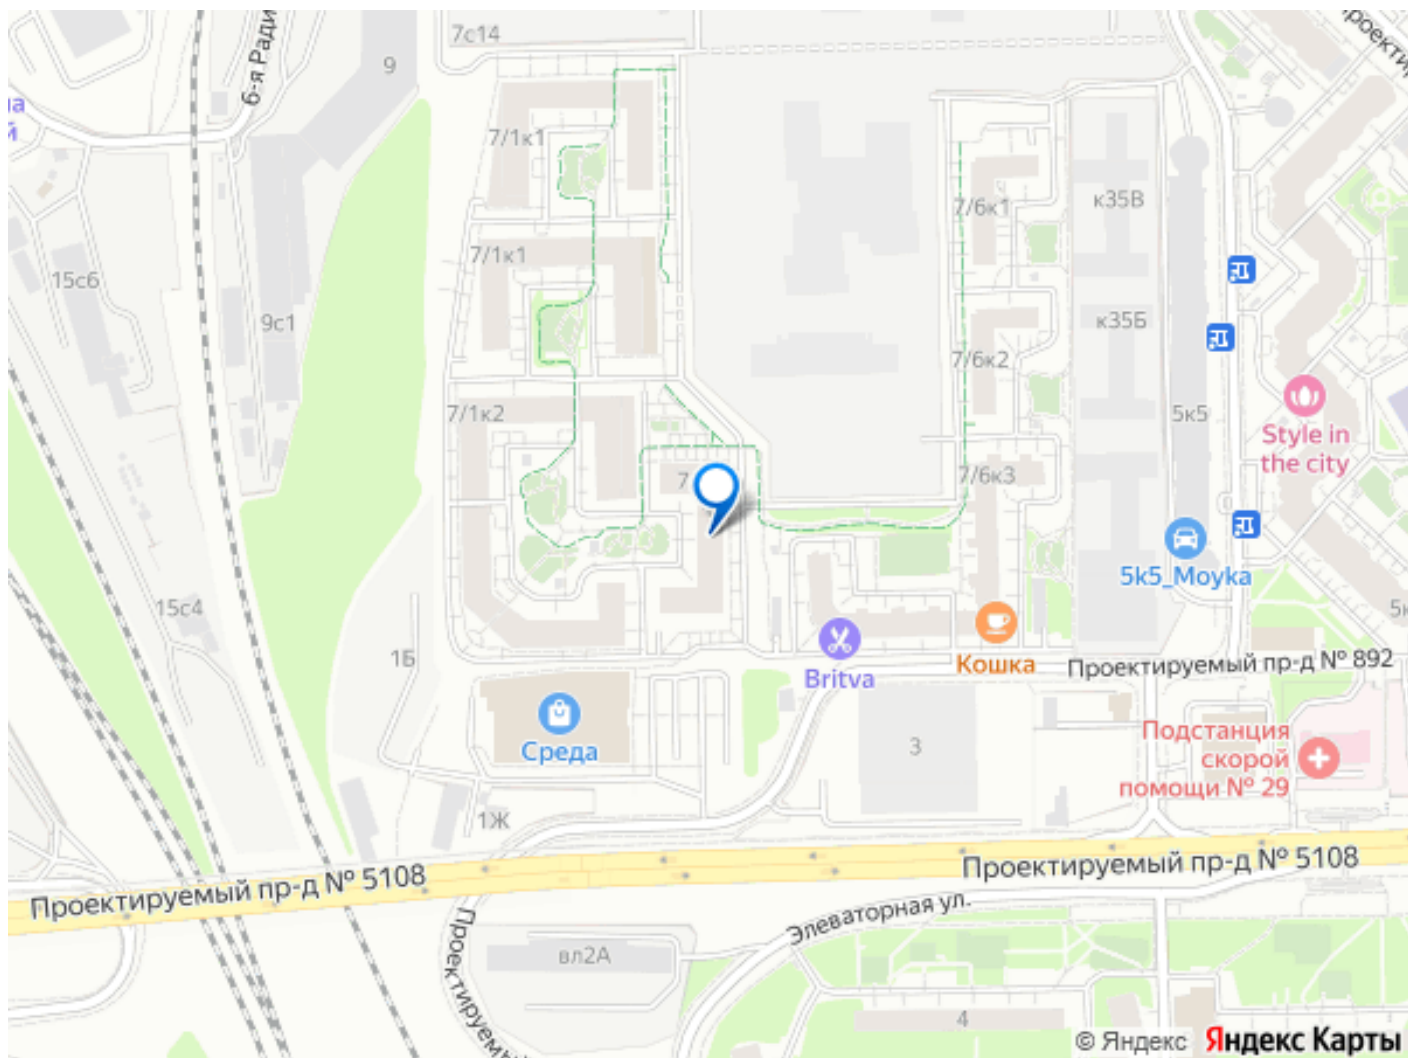 7с14
9
6-я Ради
7/1к1
7/6к1
к35В
15с6
7/1к1
9с1
к35Б
7/6к2
7/1к2
5к5
Style in
the city
7/6к3
7
5k5_Moyka
15с4
1Б
Britva
Кошка
Проектируемый пр-д № 892
Среда
3
Подстанция
скорой
помощи № 29
1Ж
Проектируемый пр-д № 5108
Проектируемый пр-д № 5108
Элеваторная ул.
Проектируемый
вл2А
4
© Яндекс
Яндекс Карты